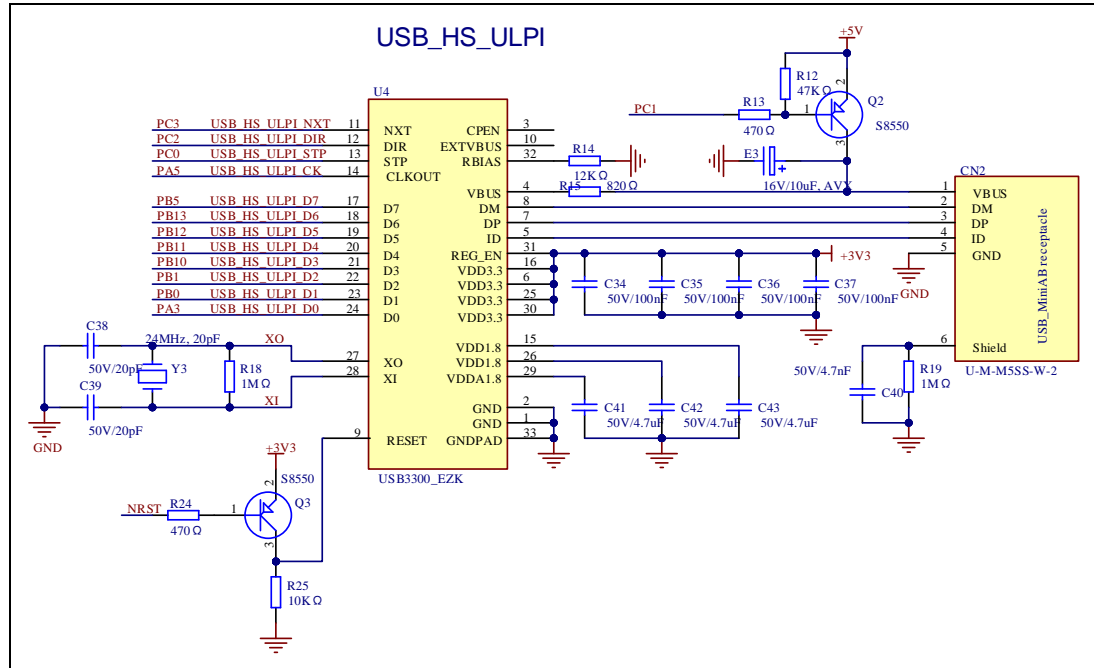 USB_HS_ULPI
+5V
R12
47KΩ
2
Q2
S8550
1
3
PC1
R13
470Ω
E3
16V/10uF, AVX
U4
PC3 USB_HS_ULPI_NXT 11 NXT
PC2 USB_HS_ULPI_DIR 12 DIR
PC0 USB_HS_ULPI_STP 13 STP
PA5 USB_HS_ULPI_CK 14 CLKOUT
PB5 USB_HS_ULPI_D7 17 D7
PB13 USB_HS_ULPI_D6 18 D6
PB12 USB_HS_ULPI_D5 19 D5
PB11 USB_HS_ULPI_D4 20 D4
PB10 USB_HS_ULPI_D3 21 D3
PB1 USB_HS_ULPI_D2 22 D2
PB0 USB_HS_ULPI_D1 23 D1
PA3 USB_HS_ULPI_D0 24 D0
27 XO
28 XI
9 RESET
CPEN 3
EXTVBUS 10
RBIAS 32
VBUS 4
DM 8
DP 7
ID 5
REG_EN 31
VDD3.3 16
VDD3.3 6
VDD3.3 25
VDD3.3 30
VDD1.8 15
VDD1.8 26
VDDA1.8 29
GND 2
GND 1
GNDPAD 33
USB3300_EZK
R14
12KΩ
R15 820Ω
+3V3
C34 C35 C36 C37
50V/100nF 50V/100nF 50V/100nF 50V/100nF
C41 C42 C43
50V/4.7uF 50V/4.7uF 50V/4.7uF
CN2
1 VBUS
2 DM
3 DP
4 ID
5 GND
GND
6 Shield
USB_MiniAB receptacle
U-M-M5SS-W-2
50V/4.7nF
C40
R19
1MΩ
C38
50V/20pF
24MHz, 20pF
XO
Y3
R18
1MΩ
C39
50V/20pF
XI
GND
+3V3
S8550
2
Q3
1
3
NRST
R24
470Ω
R25
10KΩ